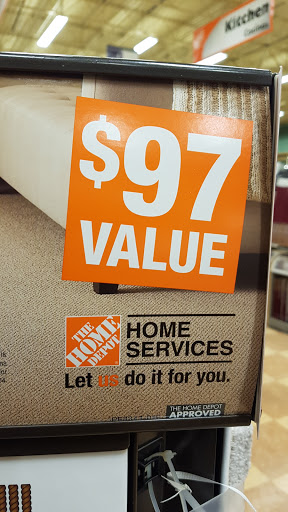 Kitchen
$97
VALUE
THE
HOME
DEPOT
HOME
SERVICES
Let us do it for you.
THE HOME DEPOT
APPROVED